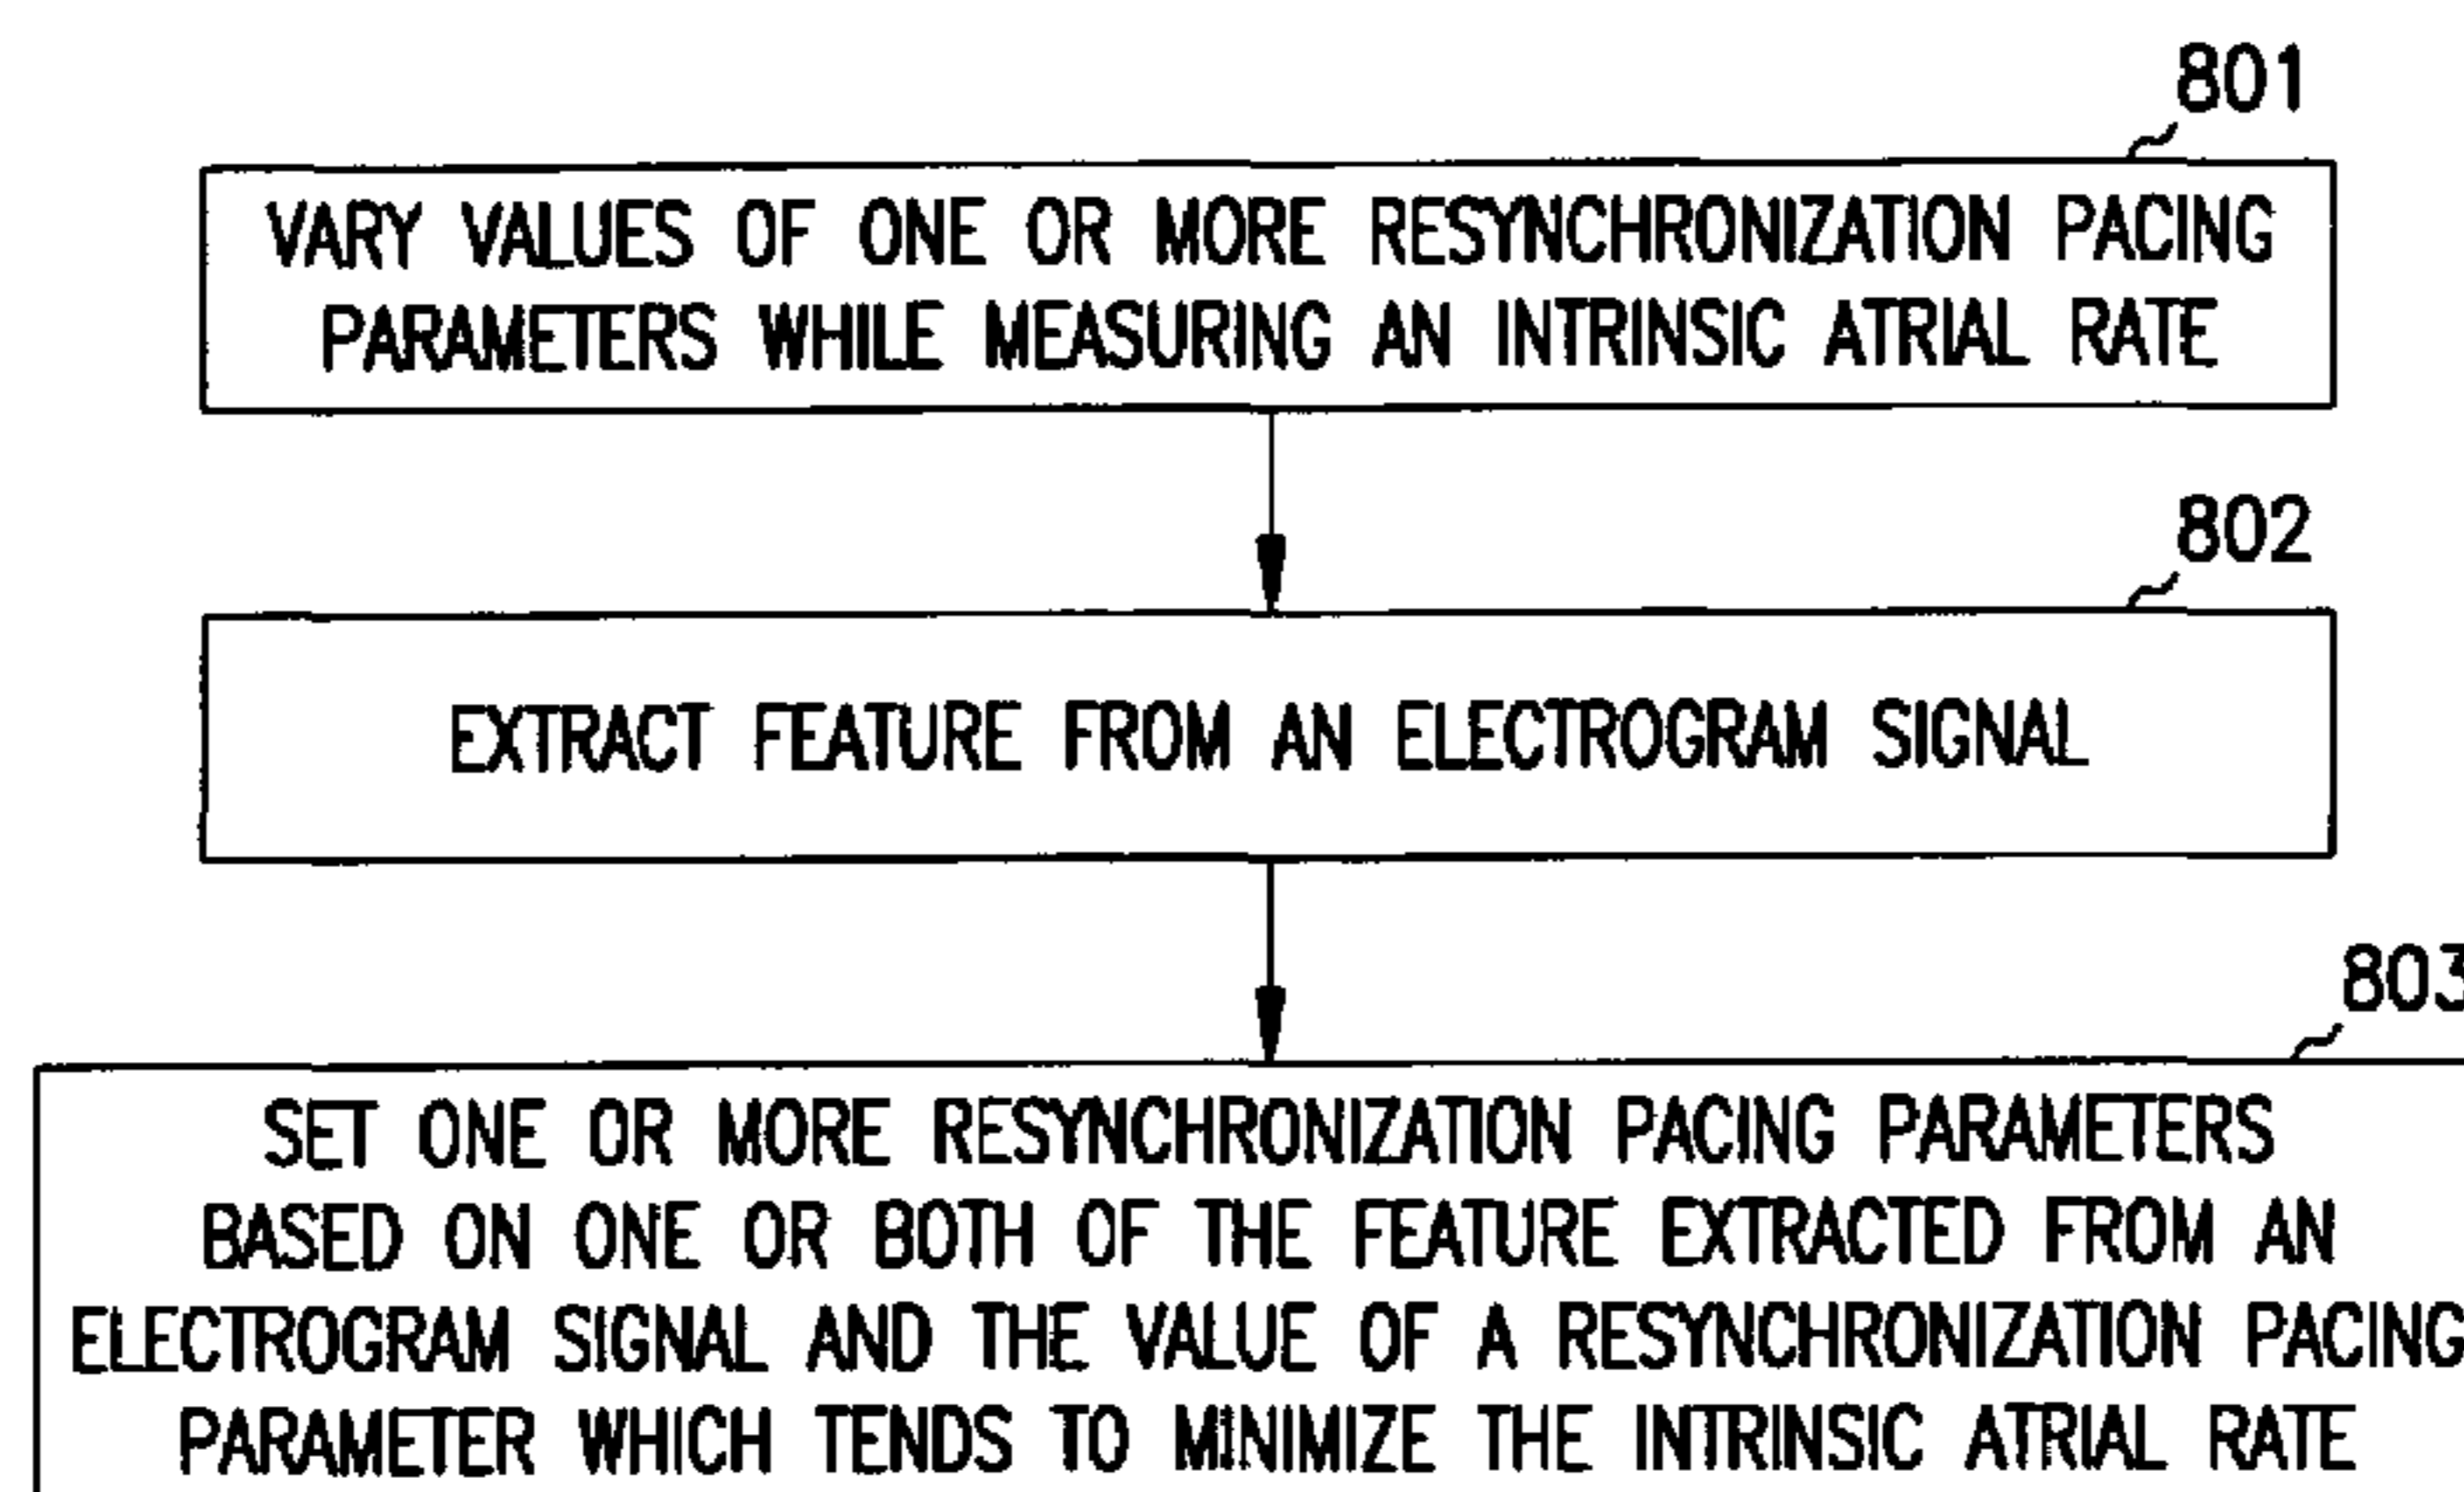 801
VARY VALUES OF ONE OR MORE RESYNCHRONIZATION PACING
PARAMETERS WHILE MEASURING AN INTRINSIC ATRIAL RATE
802
EXTRACT FEATURE FROM AN ELECTROGRAM SIGNAL
803
SET ONE OR MORE RESYNCHRONIZATION PACING PARAMETERS
BASED ON ONE OR BOTH OF THE FEATURE EXTRACTED FROM AN
ELECTROGRAM SIGNAL AND THE VALUE OF A RESYNCHRONIZATION PACING
PARAMETER WHICH TENDS TO MINIMIZE THE INTRINSIC ATRIAL RATE